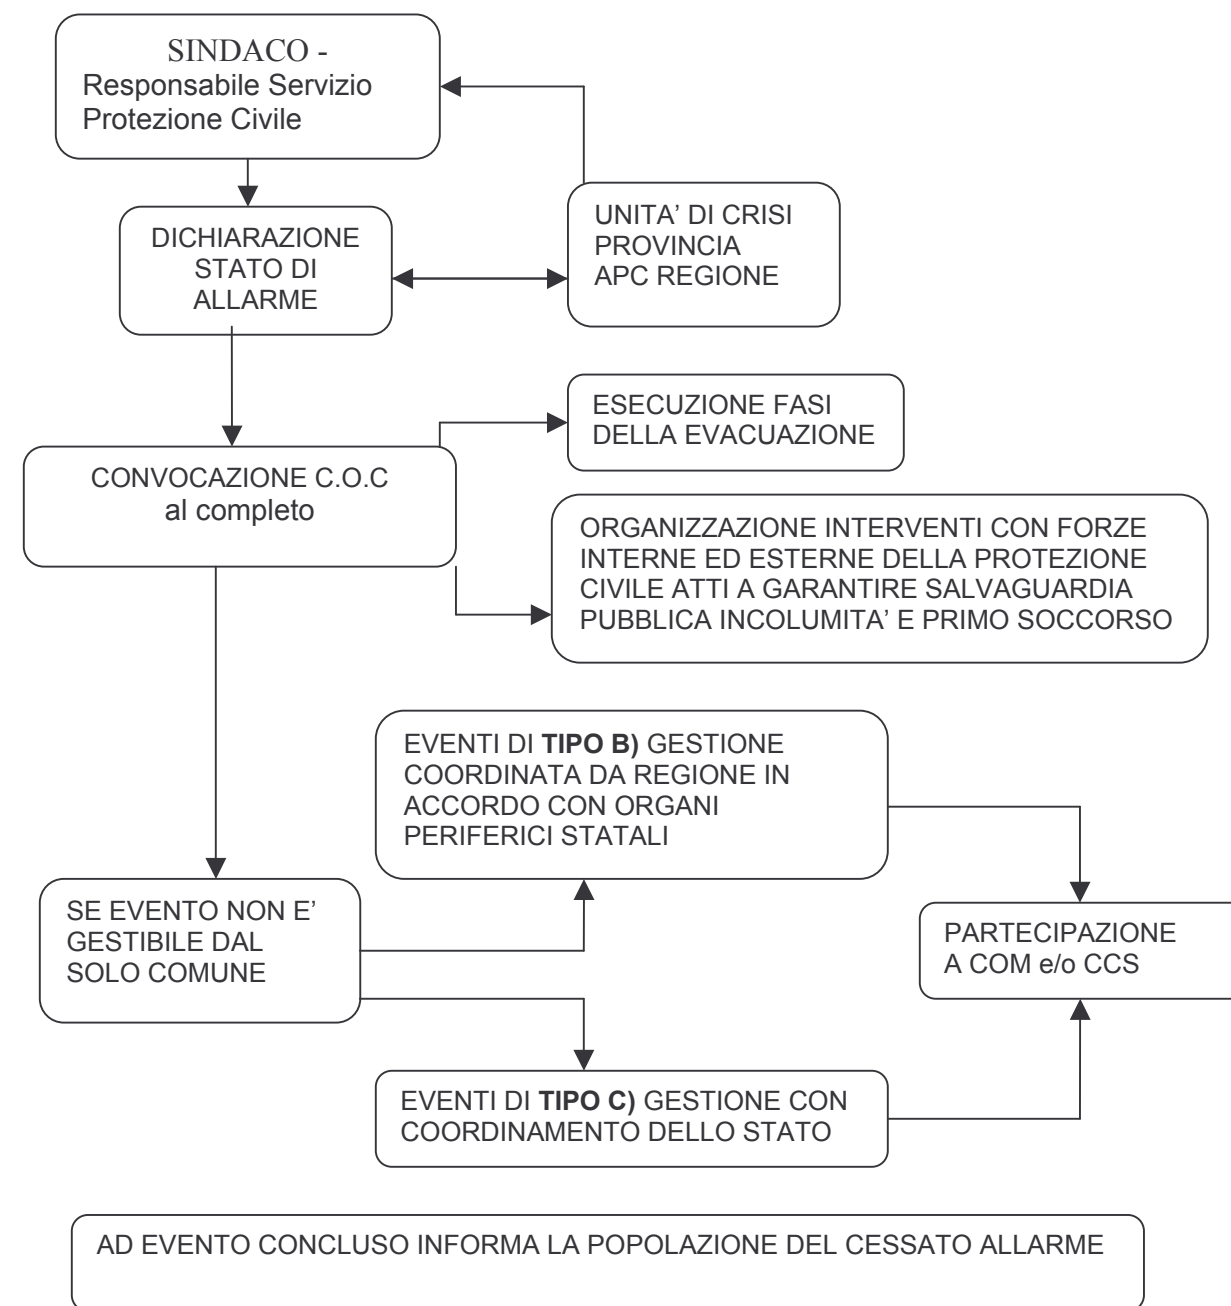 SINDACO -
Responsabile Servizio
Protezione Civile
UNITA’ DI CRISI
PROVINCIA
APC REGIONE
DICHIARAZIONE
STATO DI
ALLARME
ESECUZIONE FASI
DELLA EVACUAZIONE
CONVOCAZIONE C.O.C
al completo
ORGANIZZAZIONE INTERVENTI CON FORZE
INTERNE ED ESTERNE DELLA PROTEZIONE
CIVILE ATTI A GARANTIRE SALVAGUARDIA
PUBBLICA INCOLUMITA’ E PRIMO SOCCORSO
EVENTI DI TIPO B) GESTIONE
COORDINATA DA REGIONE IN
ACCORDO CON ORGANI
PERIFERICI STATALI
SE EVENTO NON E’
GESTIBILE DAL
SOLO COMUNE
PARTECIPAZIONE
A COM e/o CCS
EVENTI DI TIPO C) GESTIONE CON
COORDINAMENTO DELLO STATO
AD EVENTO CONCLUSO INFORMA LA POPOLAZIONE DEL CESSATO ALLARME